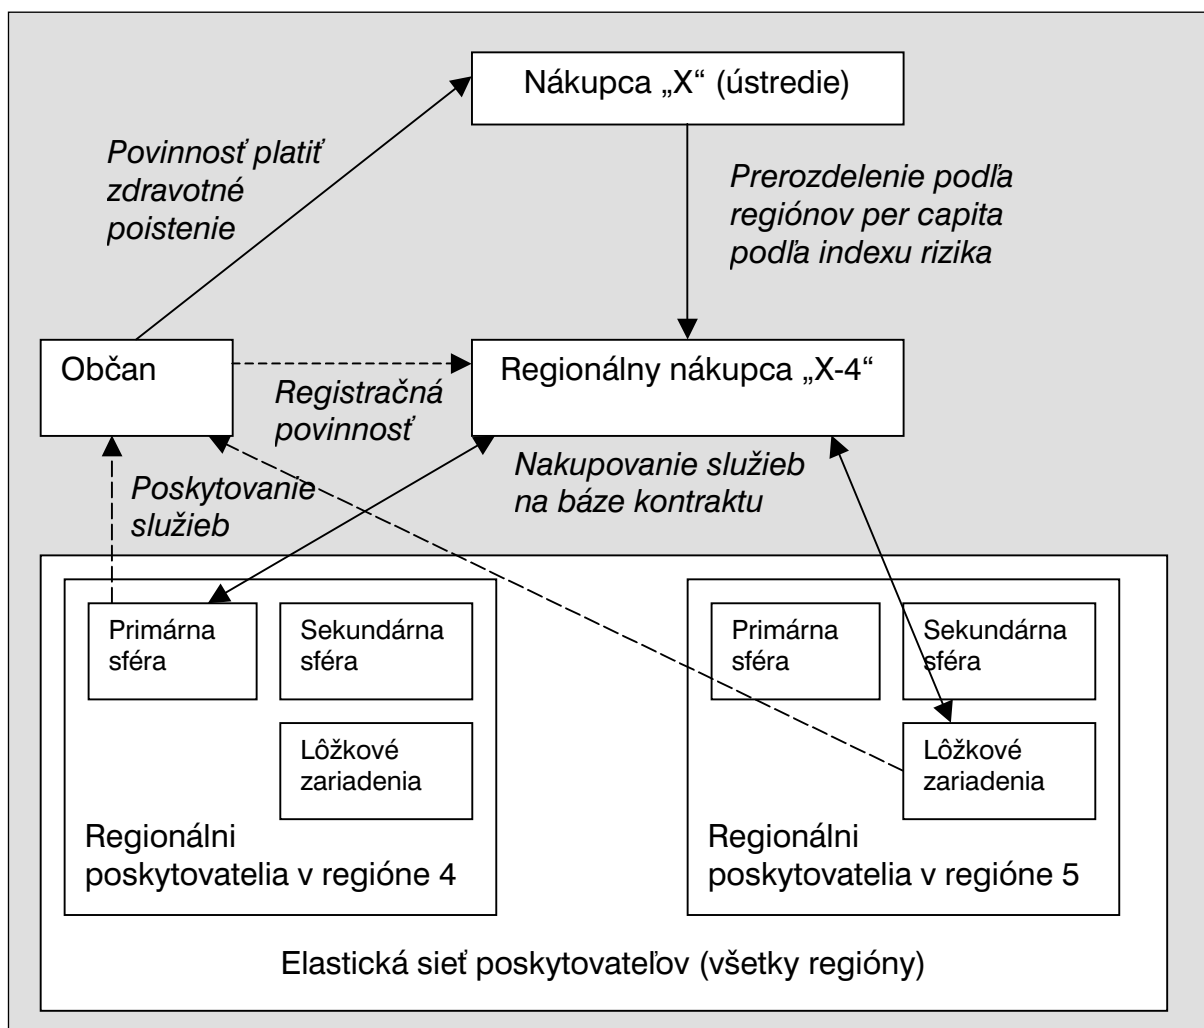 Nákupca „X“ (ústredie)
Povinnosť platiť
zdravotné
poistenie
Prerozdelenie podľa
regiónov per capita
podľa indexu rizika
Občan
Regionálny nákupca „X-4“
Registračná
povinnosť
Nakupovanie služieb
na báze kontraktu
Poskytovanie
služieb
Primárna
sféra
Sekundárna
sféra
Lôžkové
zariadenia
Regionálni
poskytovatelia v regióne 4
Primárna
sféra
Sekundárna
sféra
Lôžkové
zariadenia
Regionálni
poskytovatelia v regióne 5
Elastická sieť poskytovateľov (všetky regióny)